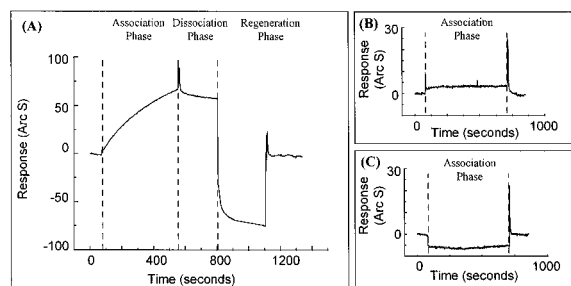 (A)
Association Dissociation Regeneration
Phase Phase Phase
Response (Arc S)
100
50
0
-50
-100
0 400 800 1200
Time (seconds)
(B)
Association
Phase
Response
(Arc S)
30
0
0 1000
Time (seconds)
(C)
Association
Phase
Response
(Arc S)
0
0 1000
Time (seconds)